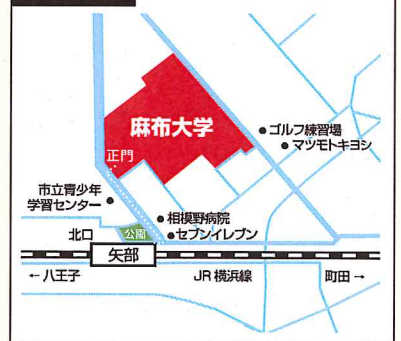 麻布大学
正門
ゴルフ練習場
マツモトキヨシ
市立青少年
学習センター
相模野病院
セブンイレブン
北口
公園
矢部
← 八王子
JR 横浜線
町田 →